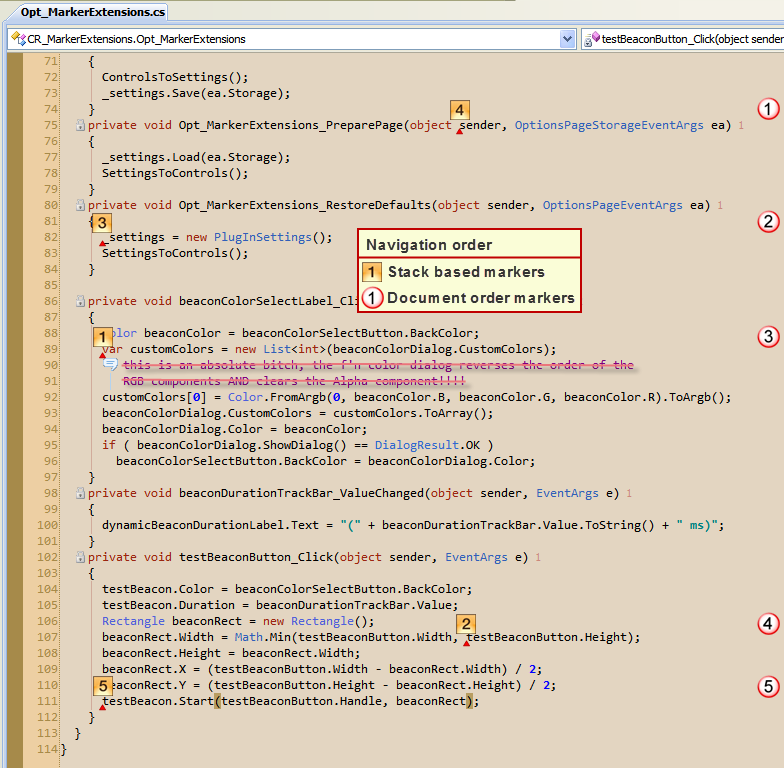 Opt_MarkerExtensions.cs
CR_MarkerExtensions.Opt_MarkerExtensions testBeaconButton_Click(object sender
71 {
72 ControlsToSettings();
73 _settings.Save(ea.Storage);
74 }
4 1
75 private void Opt_MarkerExtensions_PreparePage(object sender, OptionsPageStorageEventArgs ea) 1
76 {
77 _settings.Load(ea.Storage);
78 SettingsToControls();
79 }
80 private void Opt_MarkerExtensions_RestoreDefaults(object sender, OptionsPageEventArgs ea) 1
81 { 3 2
82 _settings = new PlugInSettings();
83 SettingsToControls();
84 }
85
Navigation order
1 Stack based markers
1 Document order markers
86 private void beaconColorSelectLabel_Cli
87 {
88 olor beaconColor = beaconColorSelectButton.BackColor;
1 3
89 var customColors = new List<int>(beaconColorDialog.CustomColors);
90 this is an absolute bitch, the f'n color dialog reverses the order of the
91 RGB components AND clears the Alpha component!!!!
92 customColors[0] = Color.FromArgb(0, beaconColor.B, beaconColor.G, beaconColor.R).ToArgb();
93 beaconColorDialog.CustomColors = customColors.ToArray();
94 beaconColorDialog.Color = beaconColor;
95 if ( beaconColorDialog.ShowDialog() == DialogResult.OK )
96 beaconColorSelectButton.BackColor = beaconColorDialog.Color;
97 }
98 private void beaconDurationTrackBar_ValueChanged(object sender, EventArgs e) 1
99 {
100 dynamicBeaconDurationLabel.Text = "(" + beaconDurationTrackBar.Value.ToString() + " ms)";
101 }
102 private void testBeaconButton_Click(object sender, EventArgs e) 1
103 {
104 testBeacon.Color = beaconColorSelectButton.BackColor;
105 testBeacon.Duration = beaconDurationTrackBar.Value;
106 Rectangle beaconRect = new Rectangle(); 2 4
107 beaconRect.Width = Math.Min(testBeaconButton.Width, testBeaconButton.Height);
108 beaconRect.Height = beaconRect.Width;
109 beaconRect.X = (testBeaconButton.Width - beaconRect.Width) / 2;
110 5 eaconRect.Y = (testBeaconButton.Height - beaconRect.Height) / 2; 5
111 testBeacon.Start(testBeaconButton.Handle, beaconRect);
112 }
113 }
114 }